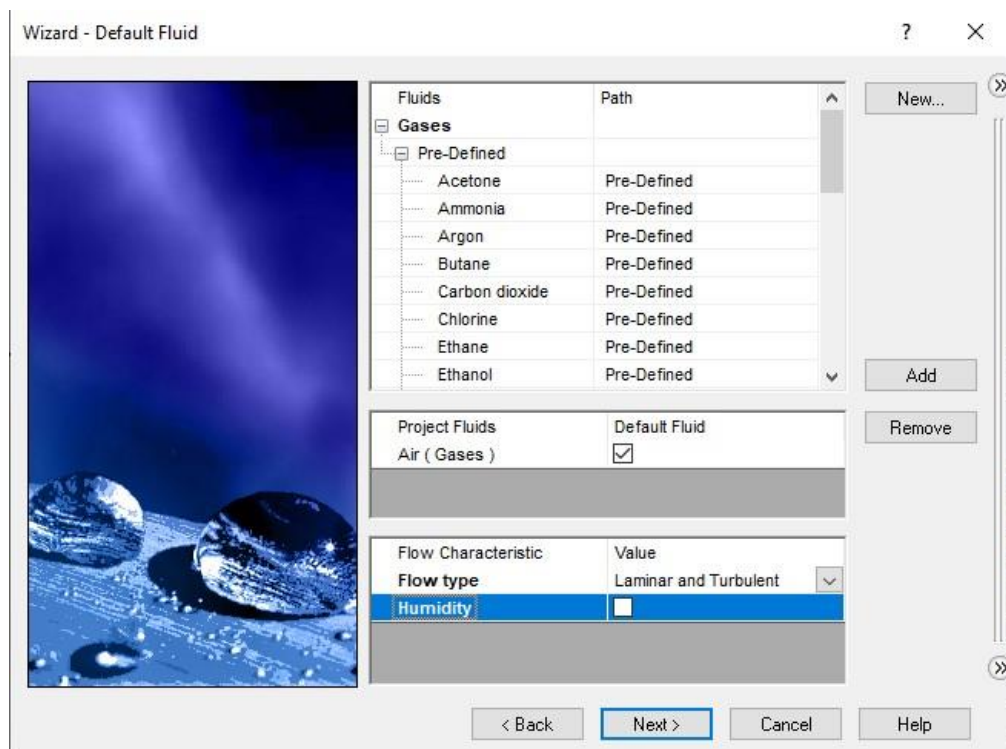 Wizard - Default Fluid
?
Fluids Path
Gases
Pre-Defined
Acetone Pre-Defined
Ammonia Pre-Defined
Argon Pre-Defined
Butane Pre-Defined
Carbon dioxide Pre-Defined
Chlorine Pre-Defined
Ethane Pre-Defined
Ethanol Pre-Defined
New...
Add
Remove
Project Fluids Default Fluid
Air ( Gases )
Flow Characteristic Value
Flow type Laminar and Turbulent
Humidity
< Back Next > Cancel Help